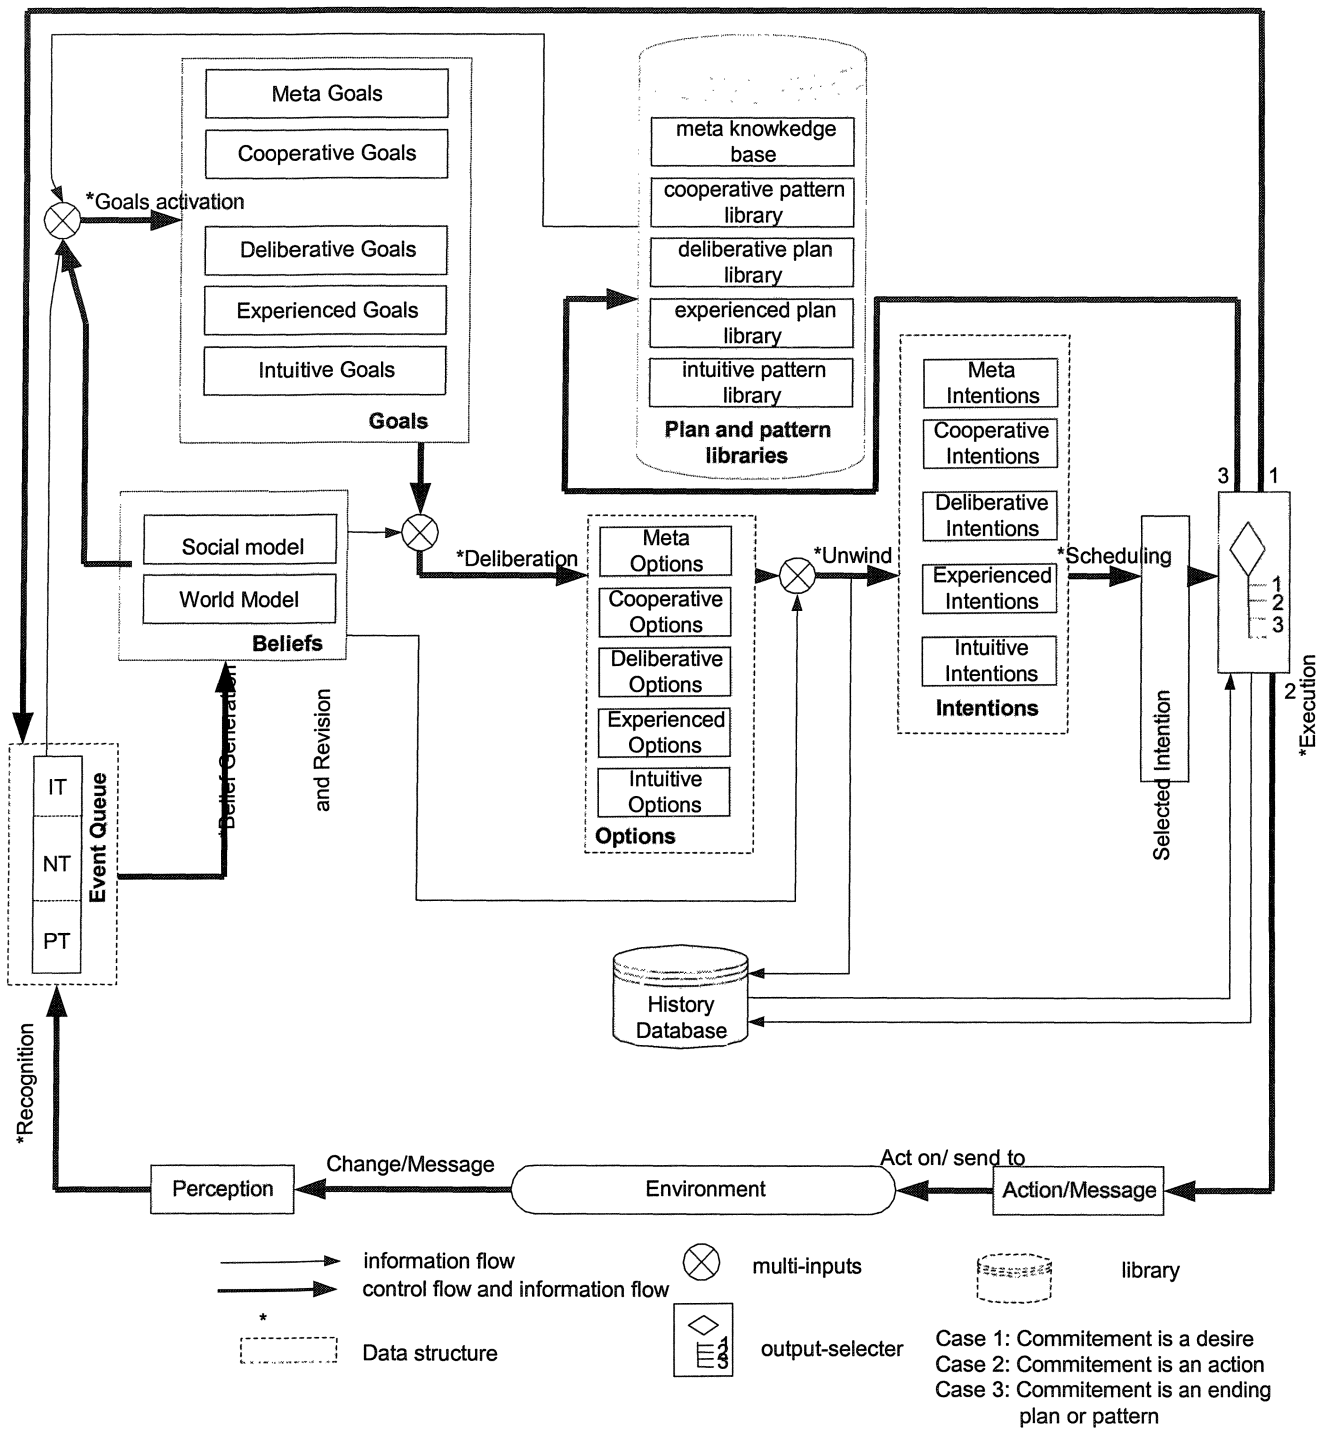 Meta Goals
Cooperative Goals
*Goals activation
Deliberative Goals
Experienced Goals
Intuitive Goals
Goals
meta knowkedge
base
cooperative pattern
library
deliberative plan
library
experienced plan
library
intuitive pattern
library
Plan and pattern
libraries
Social model
World Model
Beliefs
*Belief Generation
and Revision
*Deliberation
Meta
Options
Cooperative
Options
Deliberative
Options
Experienced
Options
Intuitive
Options
Options
*Unwind
Meta
Intentions
Cooperative
Intentions
Deliberative
Intentions
Experienced
Intentions
Intuitive
Intentions
Intentions
*Scheduling
Selected Intention
3
1
1
2
3
2
*Execution
IT
NT
PT
Event Queue
History
Database
*Recognition
Perception
Change/Message
Environment
Act on/ send to
Action/Message
information flow
control flow and information flow
*
Data structure
multi-inputs
1
2
3
output-selecter
library
Case 1: Commitement is a desire
Case 2: Commitement is an action
Case 3: Commitement is an ending
plan or pattern